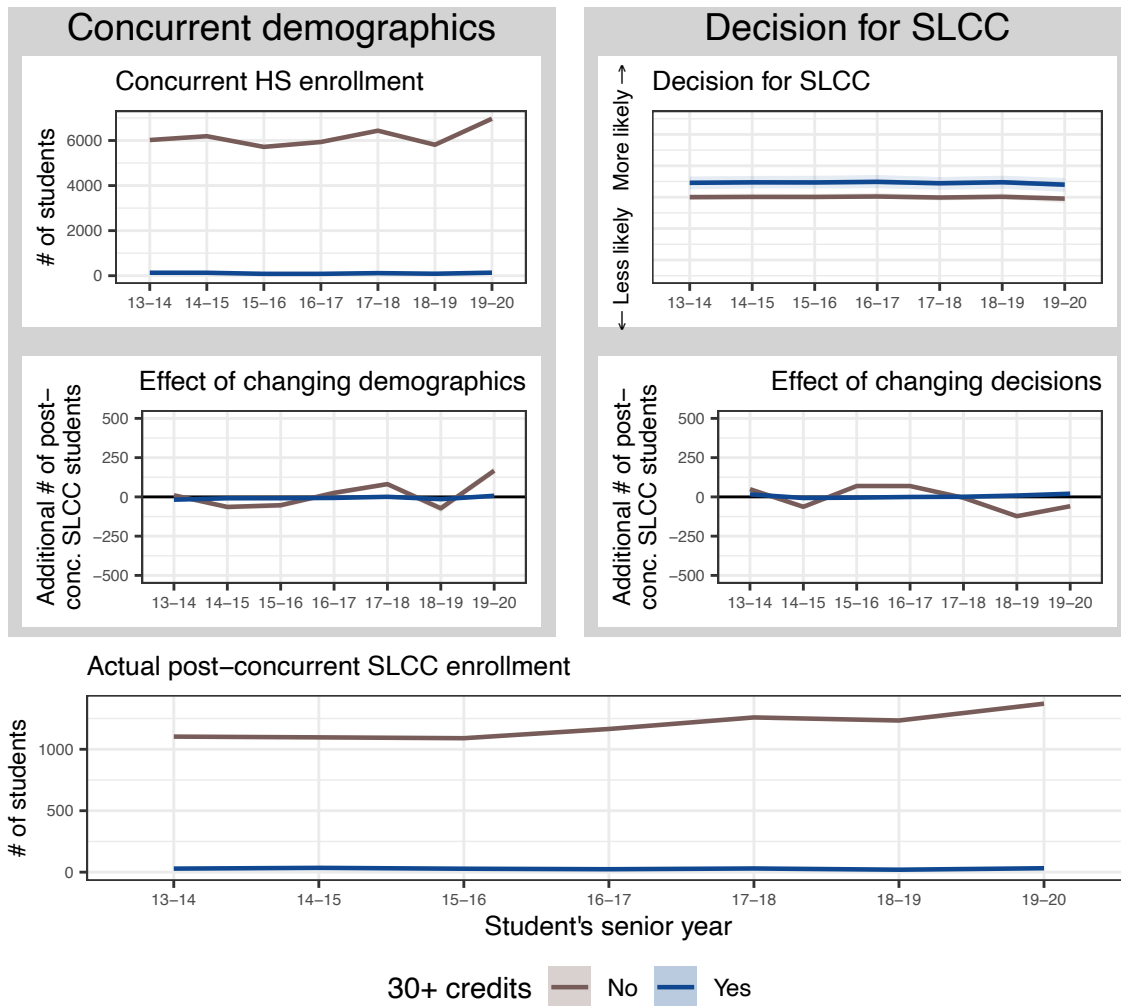 Concurrent demographics
Concurrent HS enrollment
# of students
6000
4000
2000
0
13−14 14−15 15−16 16−17 17−18 18−19 19−20
Effect of changing demographics
Additional # of post−
conc. SLCC students
500
250
0
−250
−500
13−14 14−15 15−16 16−17 17−18 18−19 19−20
Decision for SLCC
Decision for SLCC
← Less likely More likely →
13−14 14−15 15−16 16−17 17−18 18−19 19−20
Effect of changing decisions
Additional # of post−
conc. SLCC students
500
250
0
−250
−500
13−14 14−15 15−16 16−17 17−18 18−19 19−20
Actual post−concurrent SLCC enrollment
# of students
1000
500
0
13−14 14−15 15−16 16−17 17−18 18−19 19−20
Student's senior year
30+ credits No Yes